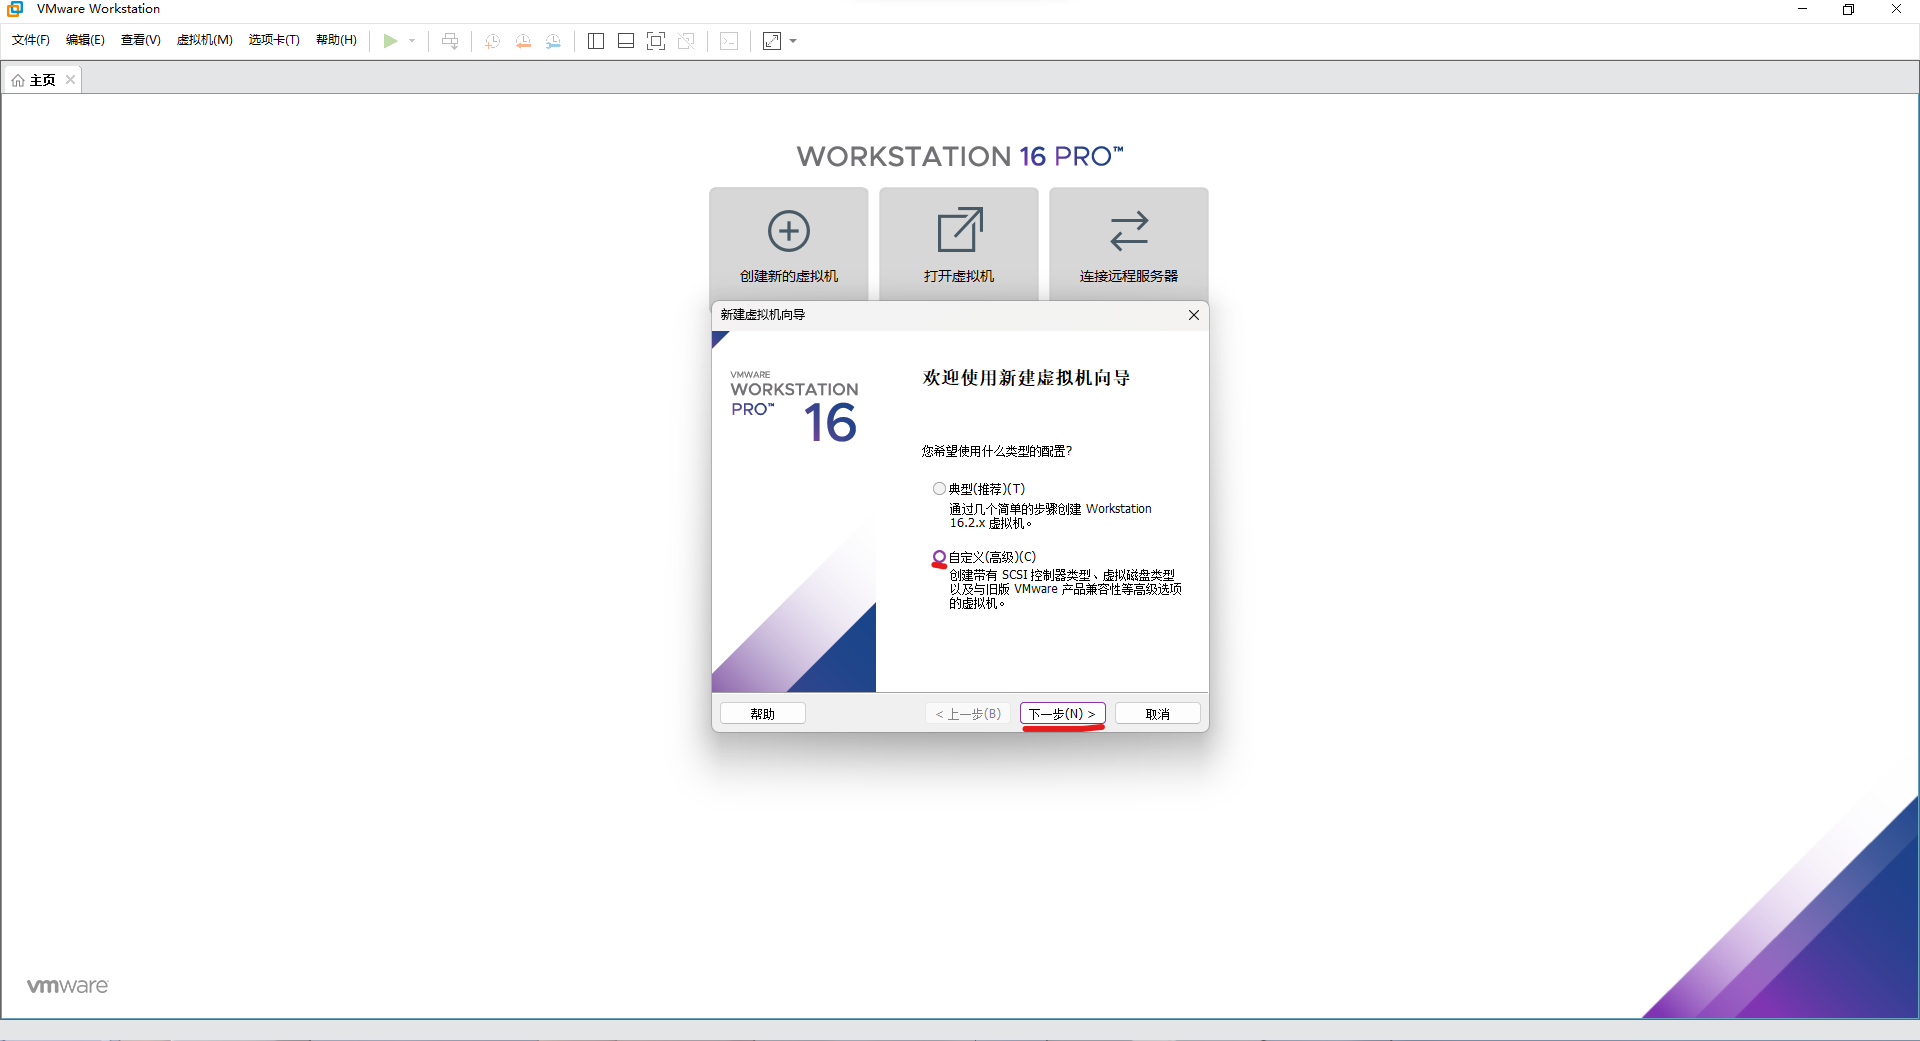 VMware Workstation
文件(F) 编辑(E) 查看(V) 虚拟机(M) 选项卡(T) 帮助(H)
主页
WORKSTATION 16 PRO™
创建新的虚拟机 打开虚拟机 连接远程服务器
新建虚拟机向导
VMWARE
WORKSTATION
PRO™ 16
欢迎使用新建虚拟机向导
您希望使用什么类型的配置?
典型(推荐)(T)
通过几个简单的步骤创建 Workstation
16.2.x 虚拟机。
自定义(高级)(C)
创建带有 SCSI 控制器类型、虚拟磁盘类型
以及与旧版 VMware 产品兼容性等高级选项
的虚拟机。
帮助 < 上一步(B) 下一步(N) > 取消
vmware